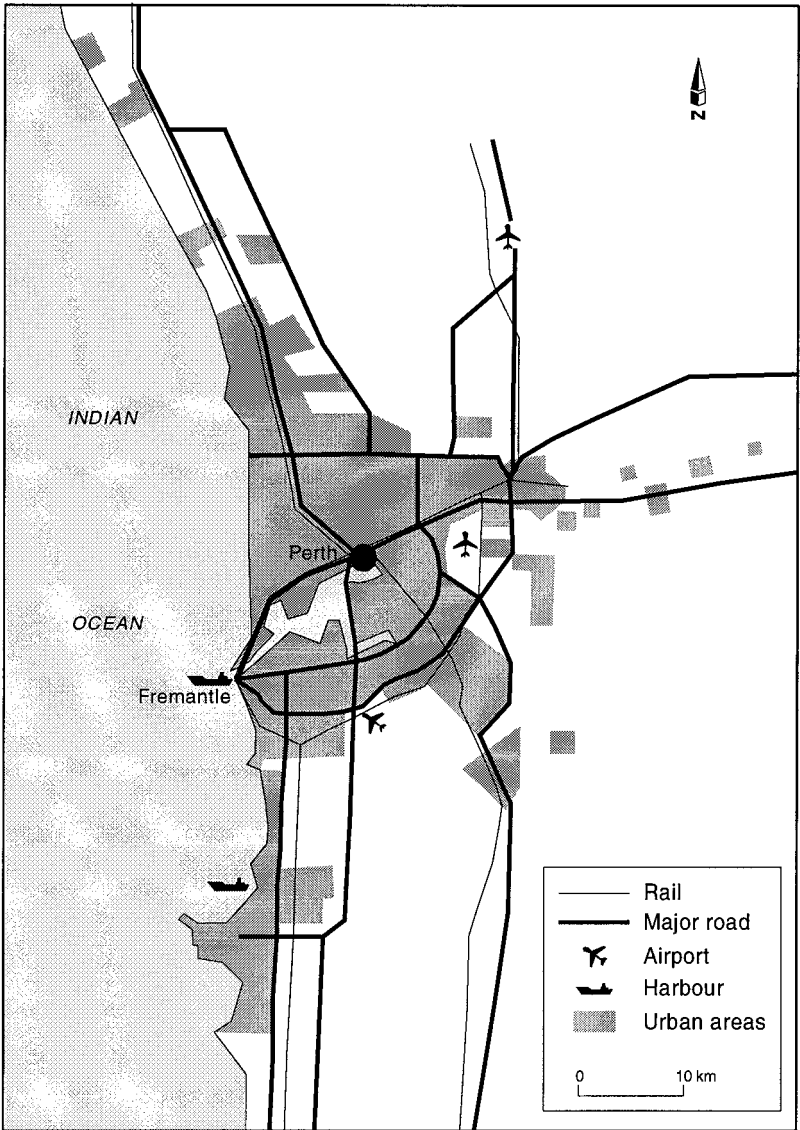 N
INDIAN
Perth
OCEAN
Fremantle
Rail
Major road
Airport
Harbour
Urban areas
0 10 km